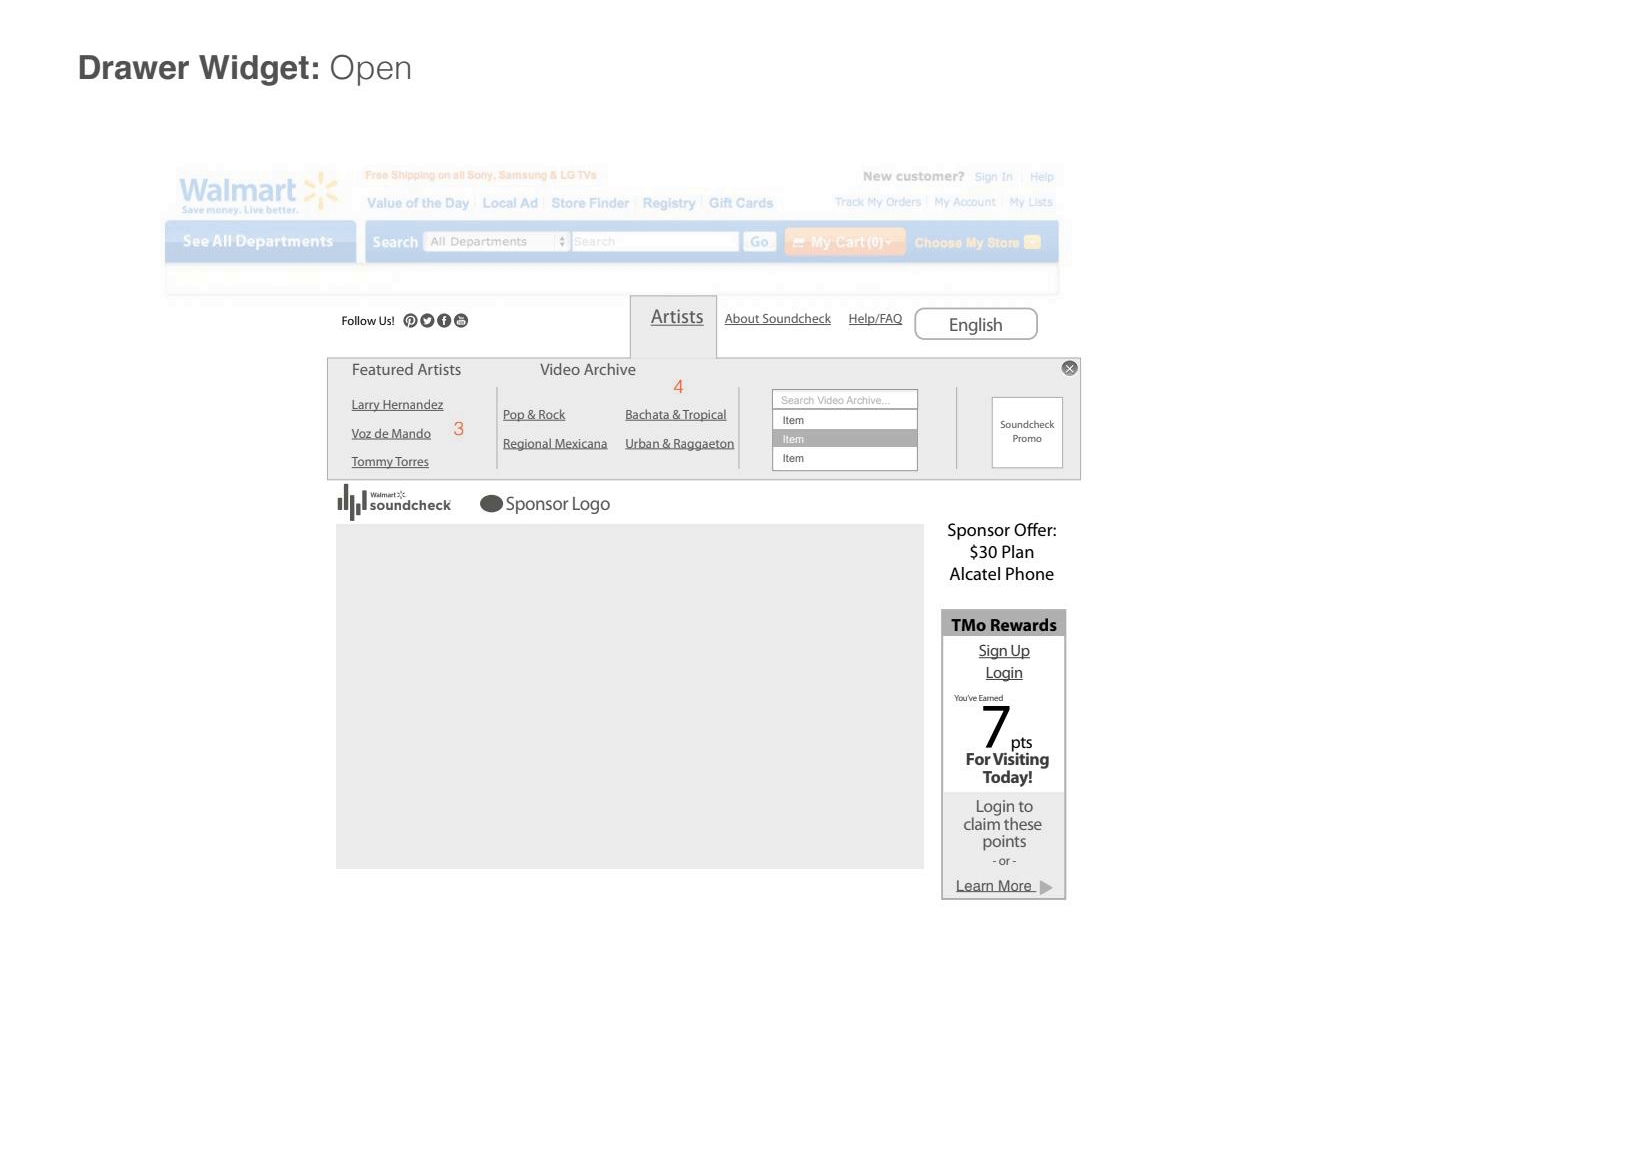 Drawer Widget: Open
Walmart
Save money. Live better.
Free Shipping on all Sony, Samsung & LG TVs
New customer? Sign In Help
Value of the Day Local Ad Store Finder Registry Gift Cards
Track My Orders My Account My Lists
See All Departments
Search All Departments Search Go My Cart (0) Choose My Store
Follow Us!
Artists About Soundcheck Help/FAQ English
Featured Artists
Larry Hernandez
Voz de Mando
Tommy Torres
3
Video Archive
4
Pop & Rock Bachata & Tropical
Regional Mexicana Urban & Raggaeton
Search Video Archive...
Item
Item
Item
Soundcheck
Promo
Walmart
soundcheck
Sponsor Logo
Sponsor Offer:
$30 Plan
Alcatel Phone
TMo Rewards
Sign Up
Login
You've Earned
7 pts
For Visiting
Today!
Login to
claim these
points
- or -
Learn More